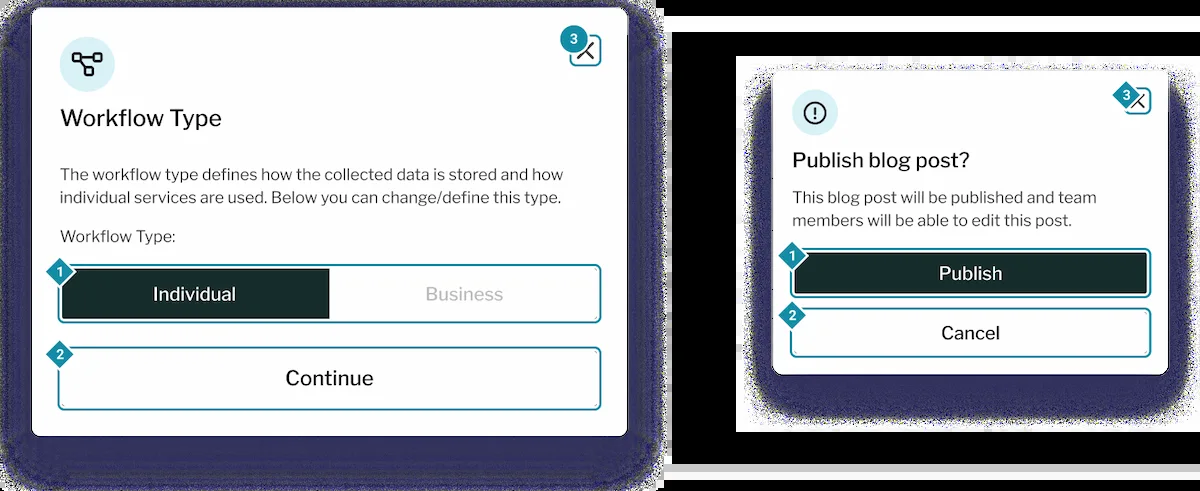 3
Workflow Type
The workflow type defines how the collected data is stored and how
individual services are used. Below you can change/define this type.
Workflow Type:
1
Individual
Business
2
Continue
3
Publish blog post?
This blog post will be published and team
members will be able to edit this post.
1
Publish
2
Cancel